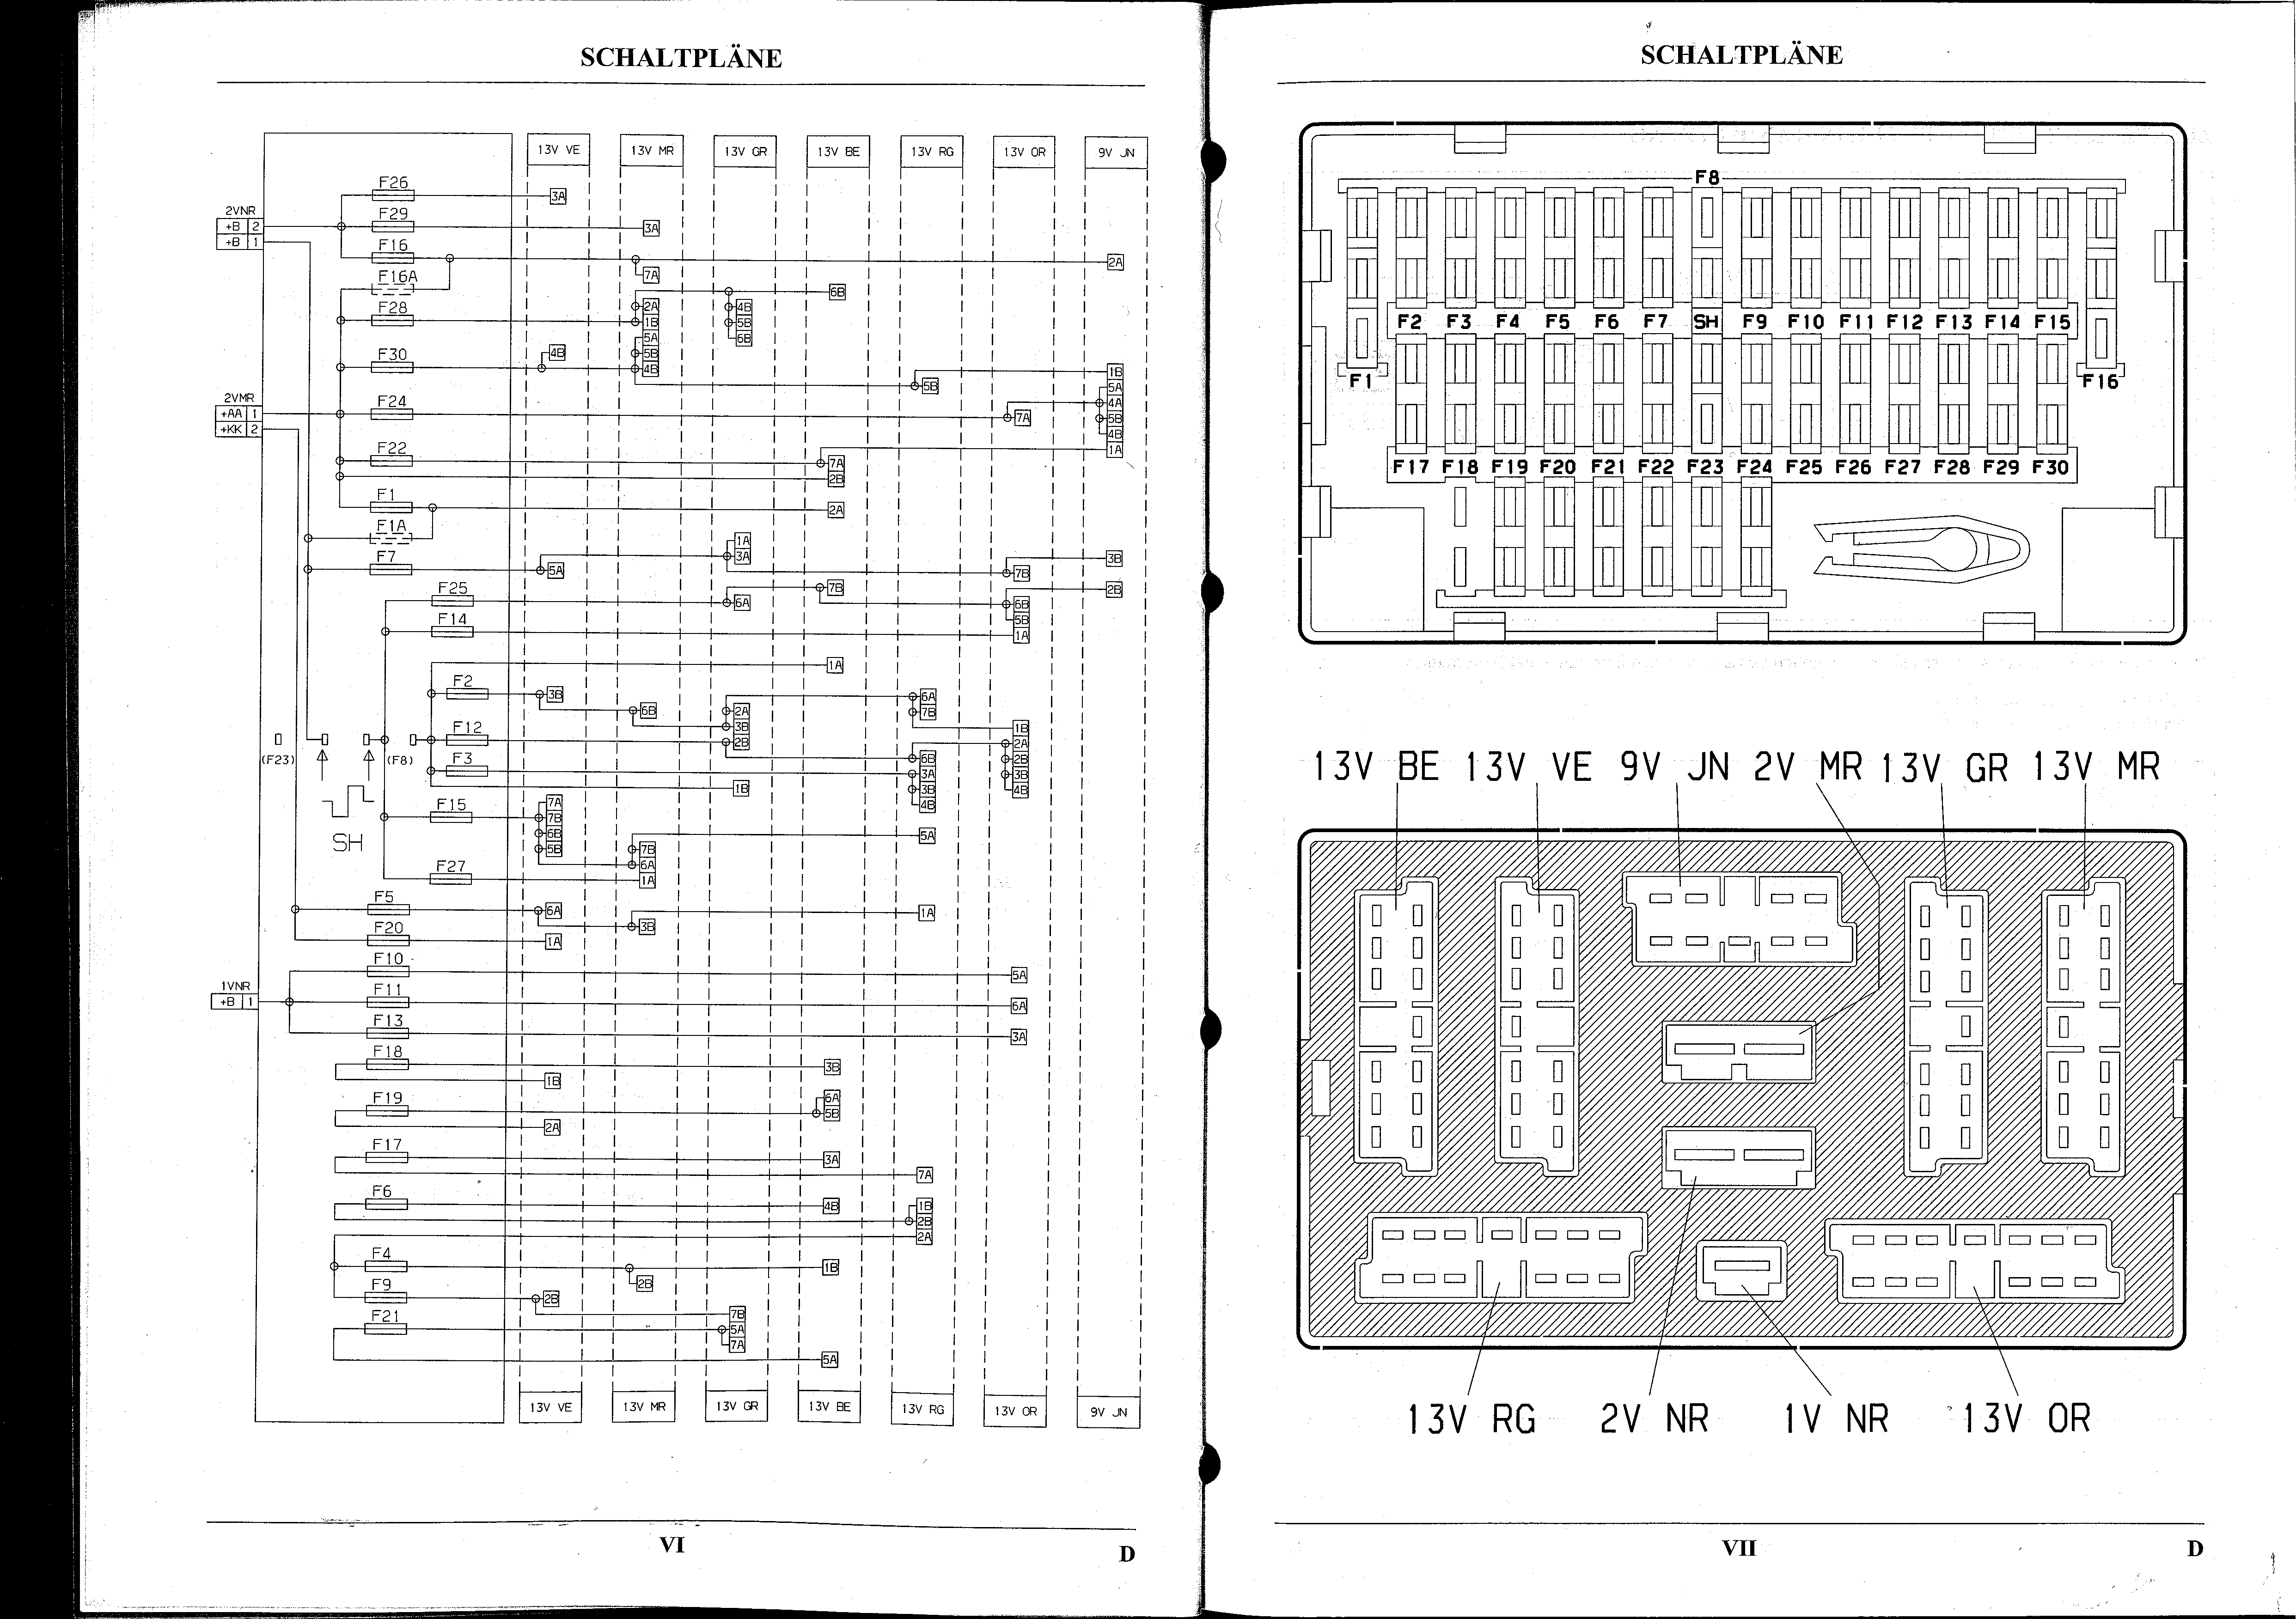 SCHALTPLÄNE
13V VE 13V MR 13V GR 13V BE 13V RG 13V OR 9V JN
F26 3A
2VNR
F29 3A
+B 2
+B 1
F16 2A
F16A 7A
6B
F28 2A 4B
1B 5B
5A 6B
F30 4B 5B
4B 1B
5B 5A
2VMR
F24 4A
+AA 1 7A 5B
+KK 2 4B
F22 1A
7A
2B
F1 2A
F1A 1A
3A 3B
F7 5A 7B
F25 7B 2B
6A 6B
F14 5B
1A
1A
F2 3B 6A
6B 2A 7B
F12 3B 1B
2B 2A
(F23) (F8) F3 6B 2B
3A 3B
1B 3B 4B
F15 7A 4B
7B
SH 6B 5A
5B 7B
F27 6A
1A
F5 6A 1A
3B
F20 1A
F10 5A
1VNR
+B 1 F11 6A
F13 3A
F18 3B
1B
F19 6A
5B
2A
F17 3A
7A
F6 4B 1B
2B
2A
F4 1B
2B
F9 2B
7B
F21 5A
7A
5A
13V VE 13V MR 13V GR 13V BE 13V RG 13V OR 9V JN
VI
D
SCHALTPLÄNE
F8
F2 F3 F4 F5 F6 F7 SH F9 F10 F11 F12 F13 F14 F15
F1 F16
F17 F18 F19 F20 F21 F22 F23 F24 F25 F26 F27 F28 F29 F30
13V BE 13V VE 9V JN 2V MR 13V GR 13V MR
13V RG 2V NR 1V NR 13V OR
VII
D